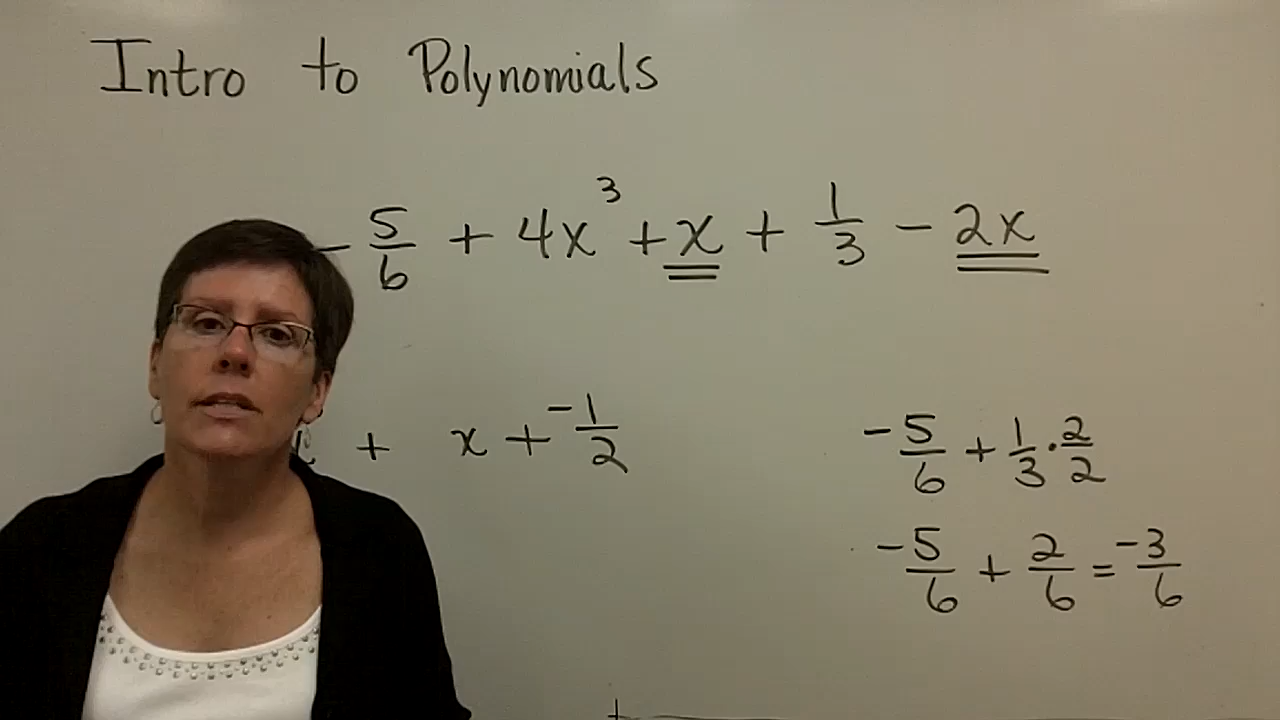 Intro to Polynomials
- 5/6 + 4x³ + x + 1/3 - 2x
+ x + -1/2
-5/6 + 1/3 · 2/2
-5/6 + 2/6 = -3/6